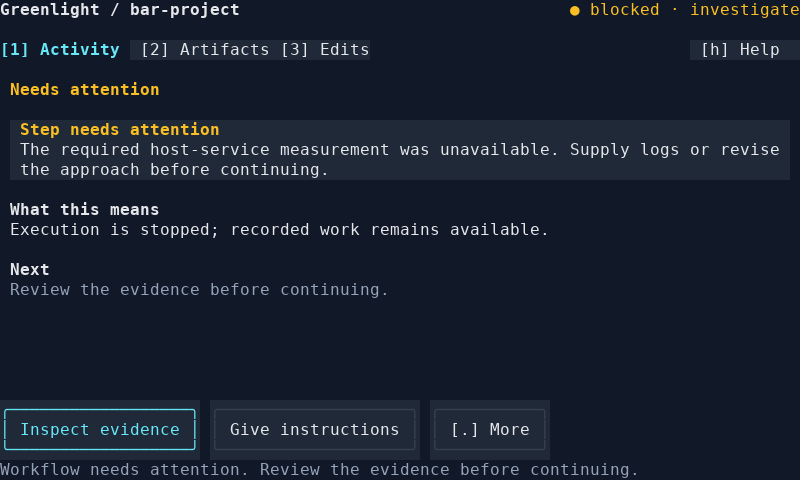 Greenlight / bar-project ● blocked · investigate
[1] Activity [2] Artifacts [3] Edits [h] Help
Needs attention
Step needs attention
The required host-service measurement was unavailable. Supply logs or revise
the approach before continuing.
What this means
Execution is stopped; recorded work remains available.
Next
Review the evidence before continuing.
Inspect evidence Give instructions [.] More
Workflow needs attention. Review the evidence before continuing.